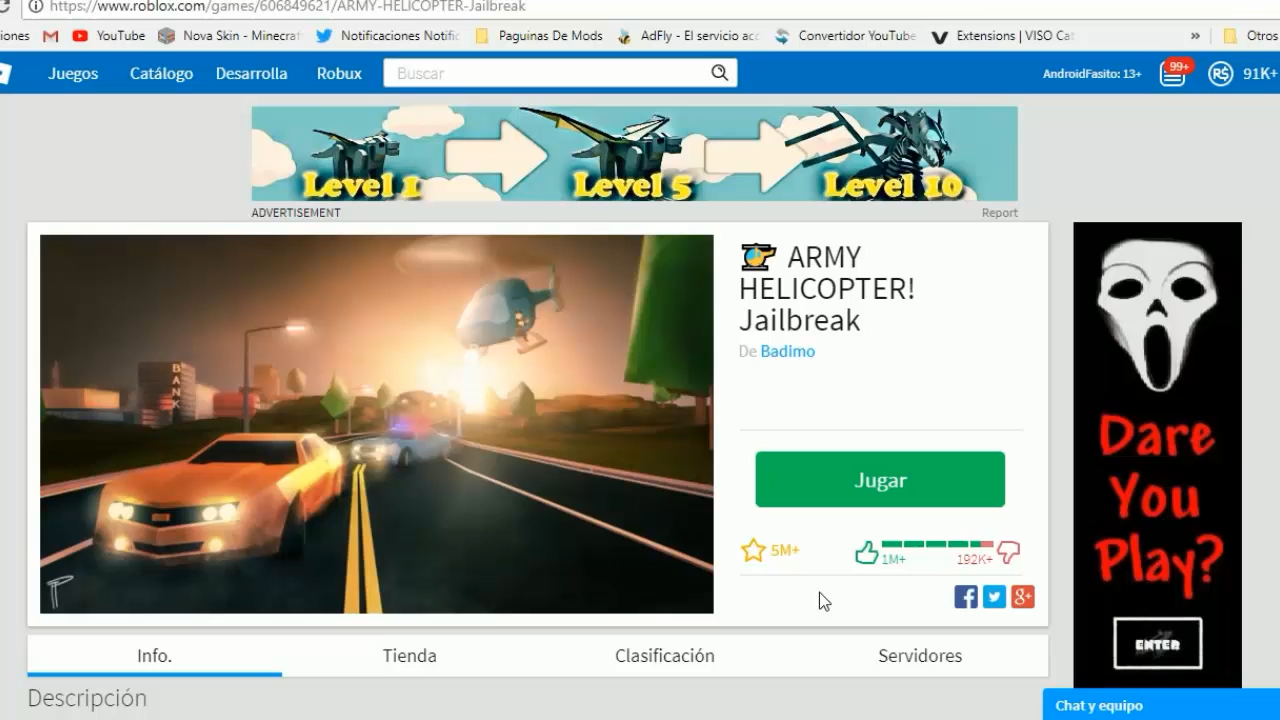 https://www.roblox.com/games/606849621/ARMY-HELICOPTER-Jailbreak
iones YouTube Nova Skin - Minecraf Notificaciones Notific Paguinas De Mods AdFly - El servicio acc Convertidor YouTube Extensions | VISO Cat » Otros
Juegos Catálogo Desarrolla Robux Buscar AndroidFasito: 13+ 99+ R$ 91K+
Level 1 Level 5 Level 10
ADVERTISEMENT Report
BANK
ARMY
HELICOPTER!
Jailbreak
De Badimo
Jugar
5M+ 1M+ 192K+
Dare
You
Play?
ENTER
Info. Tienda Clasificación Servidores
Descripción
Chat y equipo